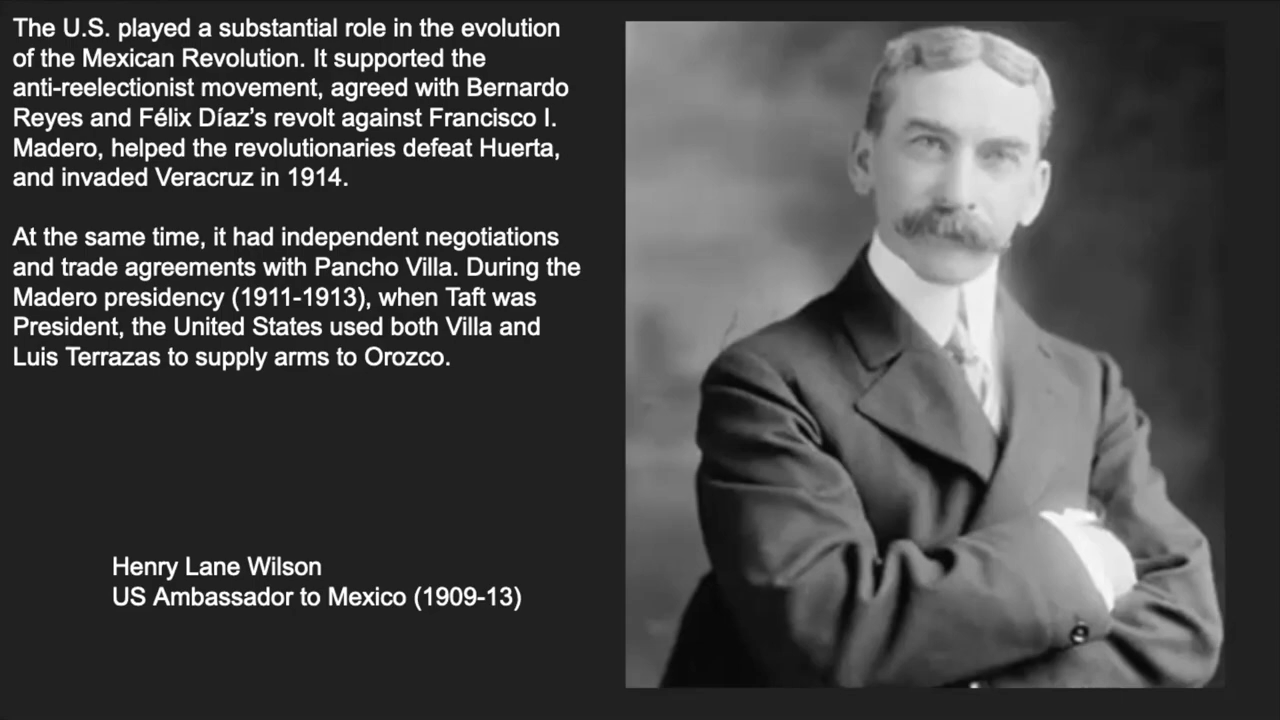 The U.S. played a substantial role in the evolution
of the Mexican Revolution. It supported the
anti-reelectionist movement, agreed with Bernardo
Reyes and Félix Díaz's revolt against Francisco I.
Madero, helped the revolutionaries defeat Huerta,
and invaded Veracruz in 1914.
At the same time, it had independent negotiations
and trade agreements with Pancho Villa. During the
Madero presidency (1911-1913), when Taft was
President, the United States used both Villa and
Luis Terrazas to supply arms to Orozco.
Henry Lane Wilson
US Ambassador to Mexico (1909-13)